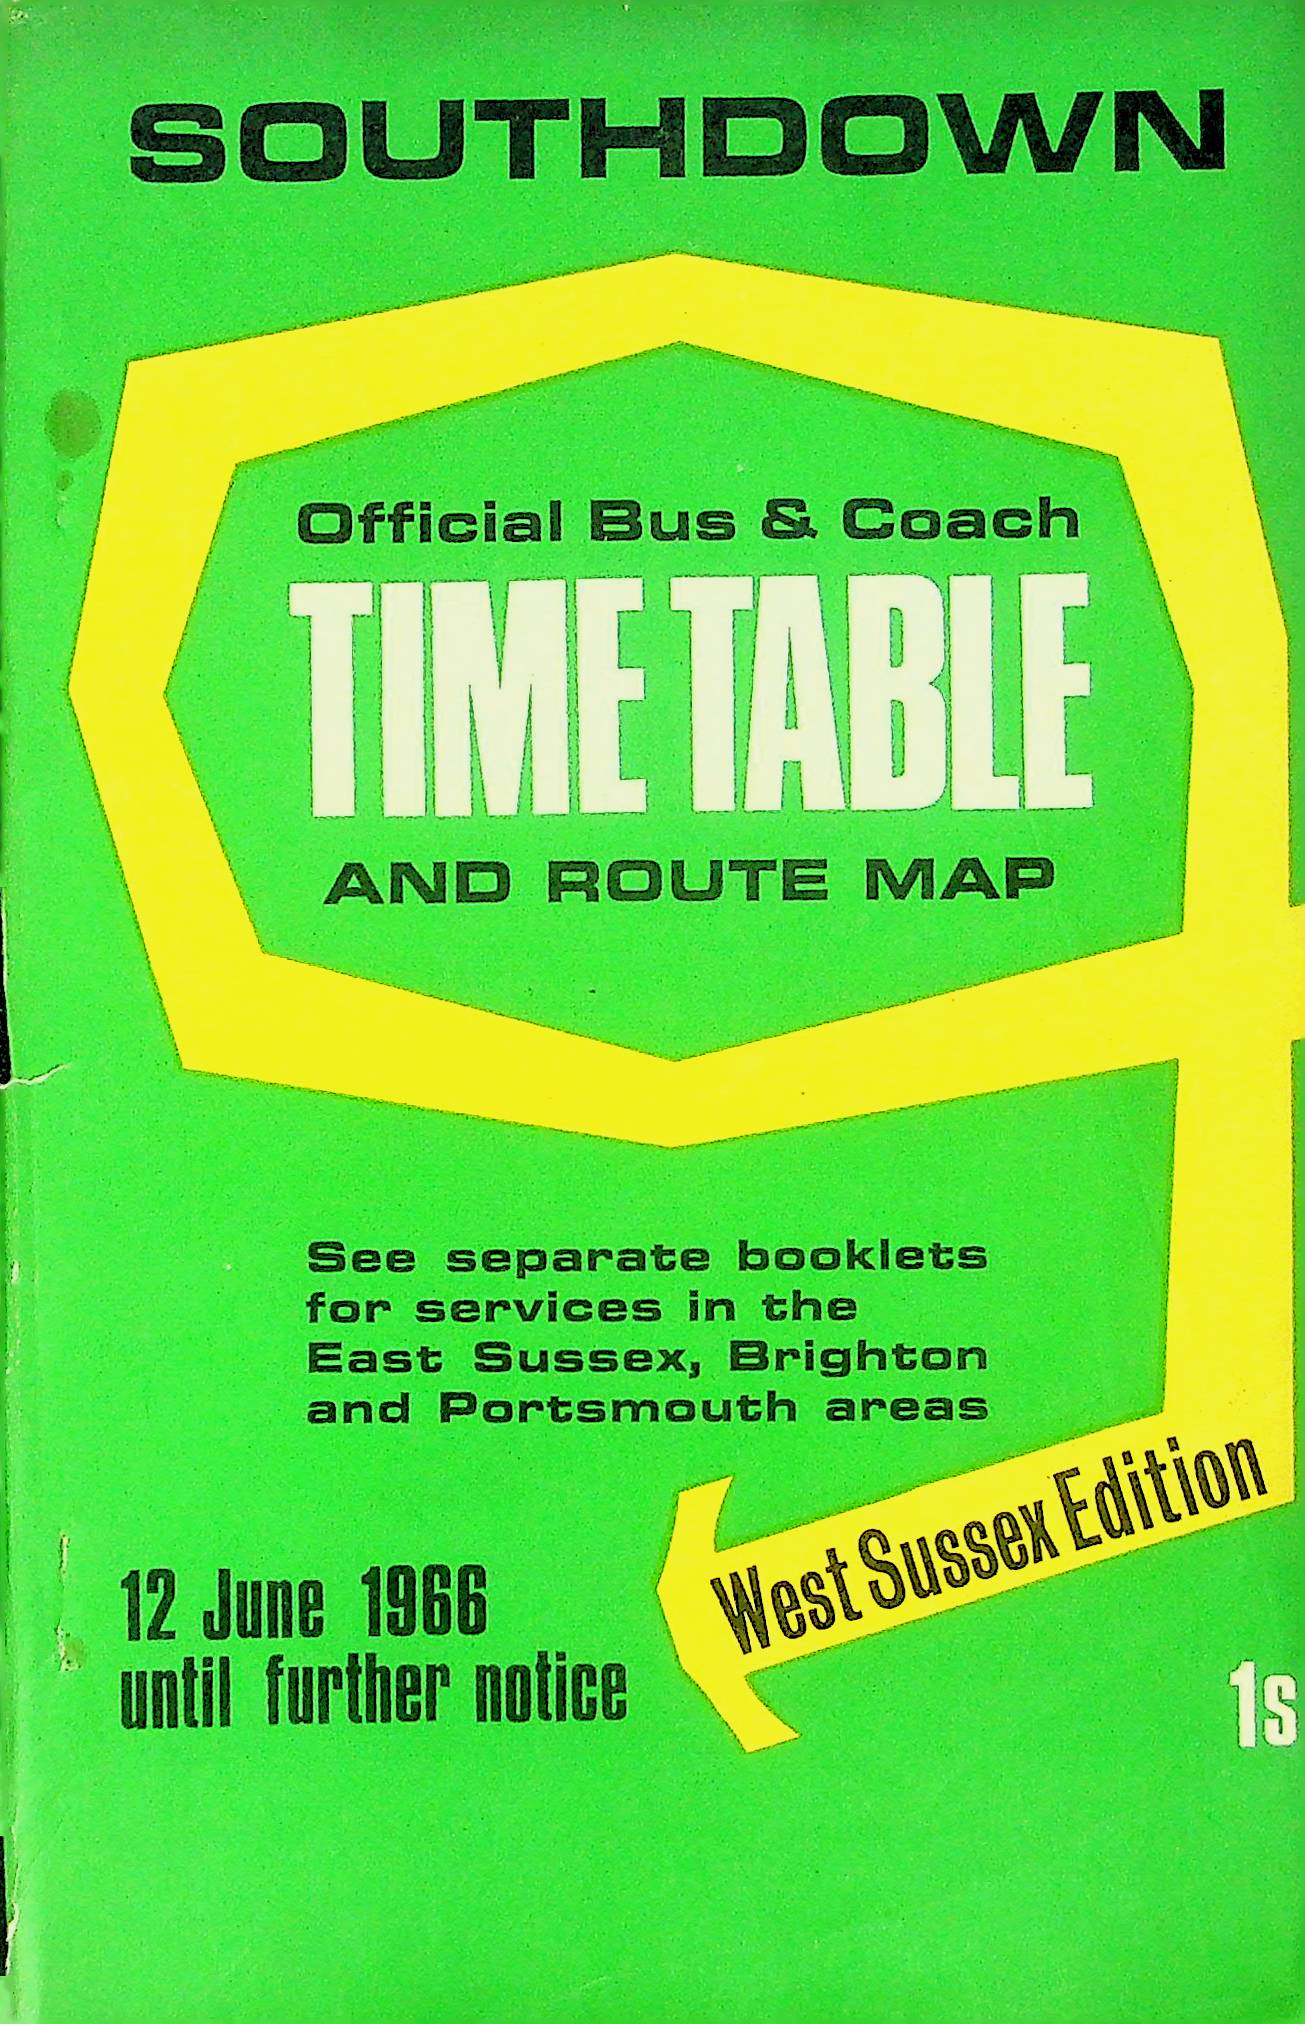 SOUTHDOWN
Official Bus & Coach
TIME TABLE
AND ROUTE MAP
See separate booklets
for services in the
East Sussex, Brighton
and Portsmouth areas
West Sussex Edition
12 June 1966
until further notice
1s